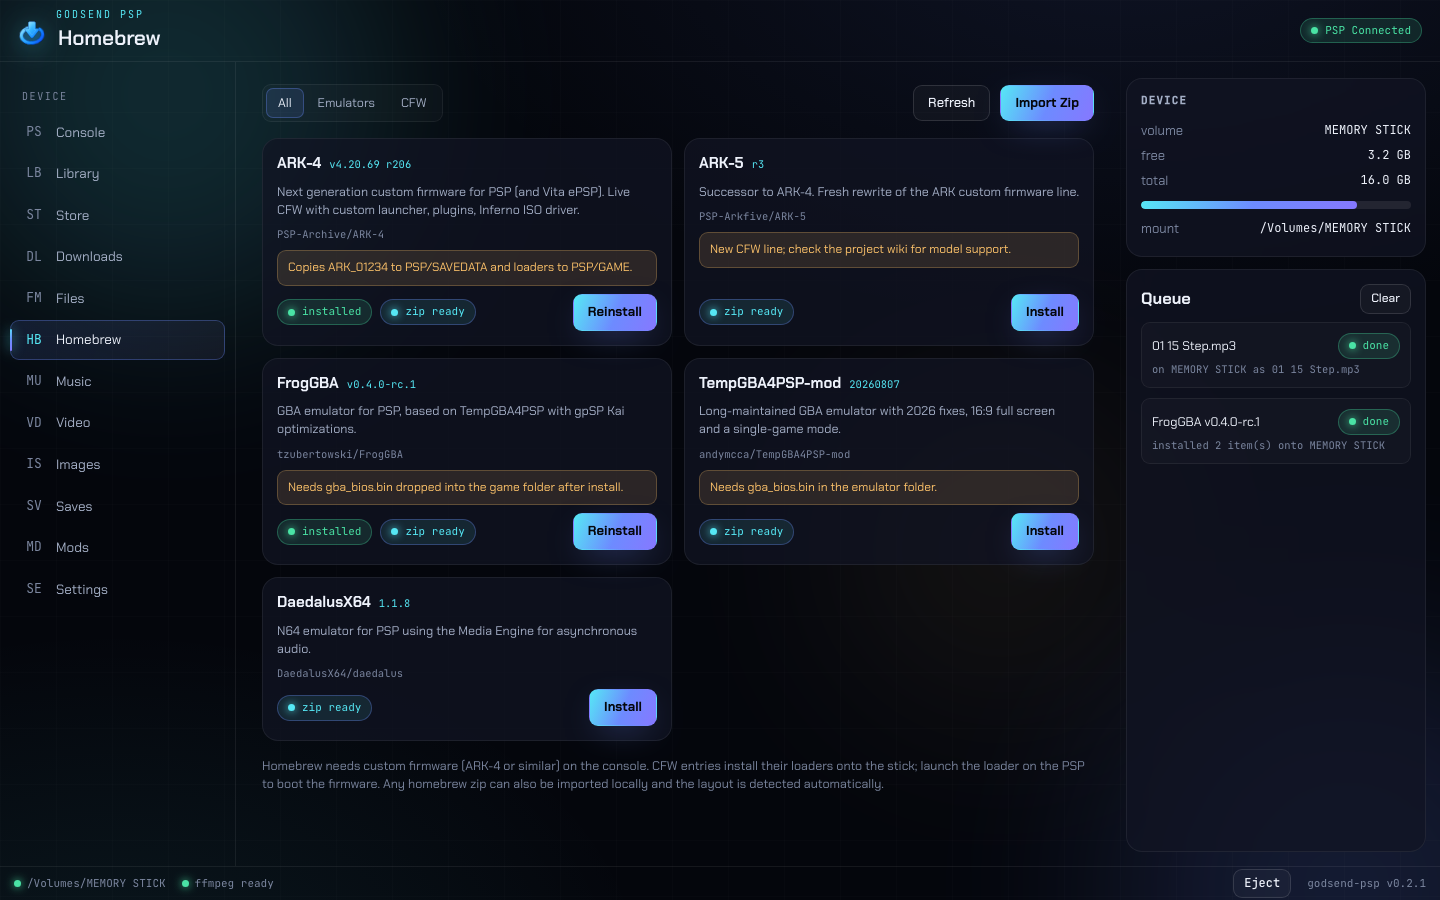 GODSEND PSP
Homebrew
PSP Connected
DEVICE
PS Console
LB Library
ST Store
DL Downloads
FM Files
HB Homebrew
MU Music
VD Video
IS Images
SV Saves
MD Mods
SE Settings
All Emulators CFW
Refresh Import Zip
ARK-4 v4.20.69 r206
Next generation custom firmware for PSP (and Vita ePSP). Live
CFW with custom launcher, plugins, Inferno ISO driver.
PSP-Archive/ARK-4
Copies ARK_01234 to PSP/SAVEDATA and loaders to PSP/GAME.
installed zip ready Reinstall
ARK-5 r3
Successor to ARK-4. Fresh rewrite of the ARK custom firmware line.
PSP-Arkfive/ARK-5
New CFW line; check the project wiki for model support.
zip ready Install
FrogGBA v0.4.0-rc.1
GBA emulator for PSP, based on TempGBA4PSP with gpSP Kai
optimizations.
tzubertowski/FrogGBA
Needs gba_bios.bin dropped into the game folder after install.
installed zip ready Reinstall
TempGBA4PSP-mod 20260807
Long-maintained GBA emulator with 2026 fixes, 16:9 full screen
and a single-game mode.
andymcca/TempGBA4PSP-mod
Needs gba_bios.bin in the emulator folder.
zip ready Install
DaedalusX64 1.1.8
N64 emulator for PSP using the Media Engine for asynchronous
audio.
DaedalusX64/daedalus
zip ready Install
Homebrew needs custom firmware (ARK-4 or similar) on the console. CFW entries install their loaders onto the stick; launch the loader on the PSP
to boot the firmware. Any homebrew zip can also be imported locally and the layout is detected automatically.
DEVICE
volume MEMORY STICK
free 3.2 GB
total 16.0 GB
mount /Volumes/MEMORY STICK
Queue Clear
01 15 Step.mp3 done
on MEMORY STICK as 01 15 Step.mp3
FrogGBA v0.4.0-rc.1 done
installed 2 item(s) onto MEMORY STICK
/Volumes/MEMORY STICK ffmpeg ready
Eject godsend-psp v0.2.1